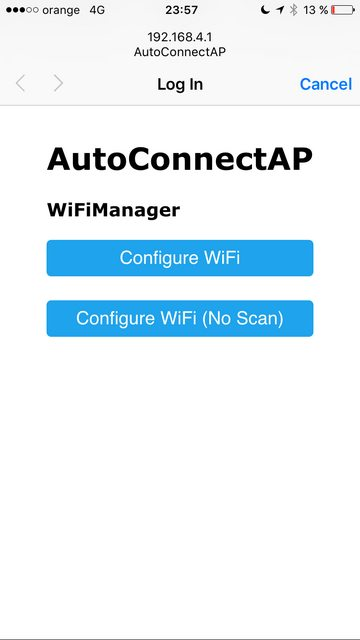 orange 4G 23:57 13 %
192.168.4.1
AutoConnectAP
Log In Cancel
AutoConnectAP
WiFiManager
Configure WiFi
Configure WiFi (No Scan)